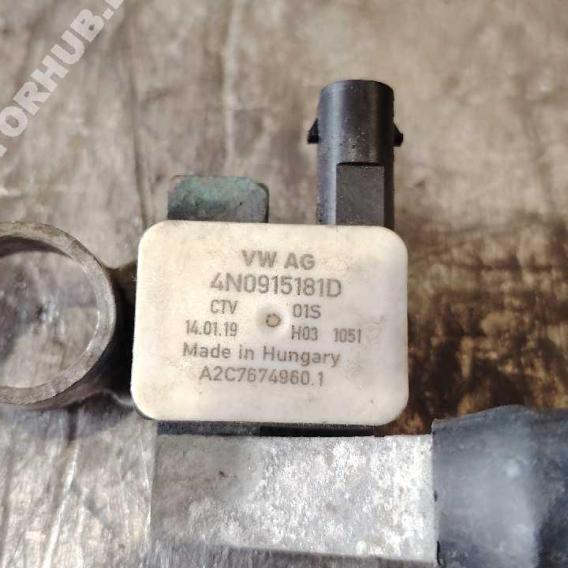 VW AG
4N0915181D
CTV 01S
14.01.19 H03 1051
Made in Hungary
A2C7674960.1